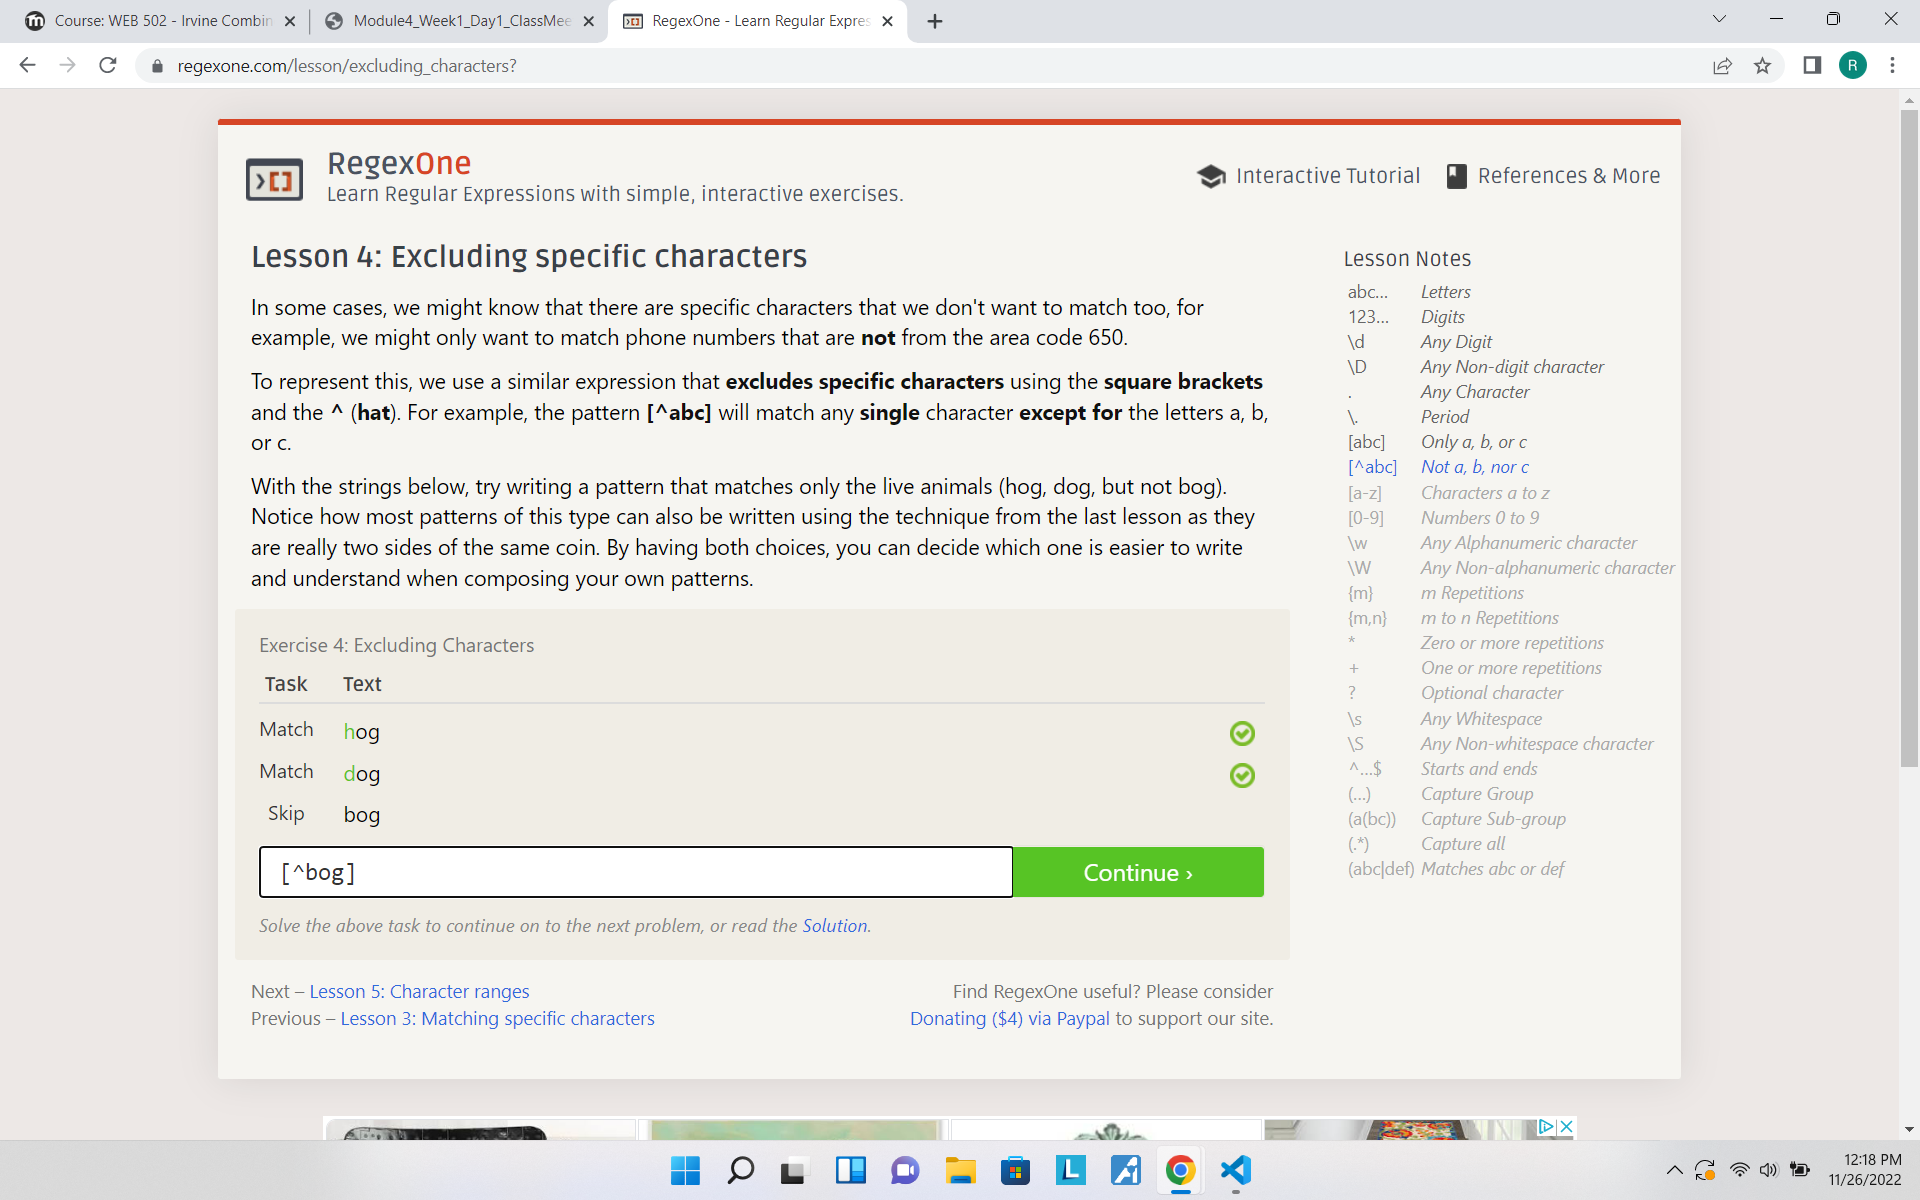 Course: WEB 502 - Irvine Combin
Module4_Week1_Day1_ClassMee
RegexOne - Learn Regular Expres
regexone.com/lesson/excluding_characters?
R
RegexOne
Learn Regular Expressions with simple, interactive exercises.
Interactive Tutorial
References & More
Lesson 4: Excluding specific characters
In some cases, we might know that there are specific characters that we don't want to match too, for
example, we might only want to match phone numbers that are not from the area code 650.
To represent this, we use a similar expression that excludes specific characters using the square brackets
and the ^ (hat). For example, the pattern [^abc] will match any single character except for the letters a, b,
or c.
With the strings below, try writing a pattern that matches only the live animals (hog, dog, but not bog).
Notice how most patterns of this type can also be written using the technique from the last lesson as they
are really two sides of the same coin. By having both choices, you can decide which one is easier to write
and understand when composing your own patterns.
Exercise 4: Excluding Characters
Task Text
Match hog
Match dog
Skip bog
[^bog]
Continue ›
Solve the above task to continue on to the next problem, or read the Solution.
Next – Lesson 5: Character ranges
Previous – Lesson 3: Matching specific characters
Find RegexOne useful? Please consider
Donating ($4) via Paypal to support our site.
Lesson Notes
abc... Letters
123... Digits
\d Any Digit
\D Any Non-digit character
. Any Character
\. Period
[abc] Only a, b, or c
[^abc] Not a, b, nor c
[a-z] Characters a to z
[0-9] Numbers 0 to 9
\w Any Alphanumeric character
\W Any Non-alphanumeric character
{m} m Repetitions
{m,n} m to n Repetitions
* Zero or more repetitions
+ One or more repetitions
? Optional character
\s Any Whitespace
\S Any Non-whitespace character
^...$ Starts and ends
(...) Capture Group
(a(bc)) Capture Sub-group
(.*) Capture all
(abc|def) Matches abc or def
12:18 PM
11/26/2022